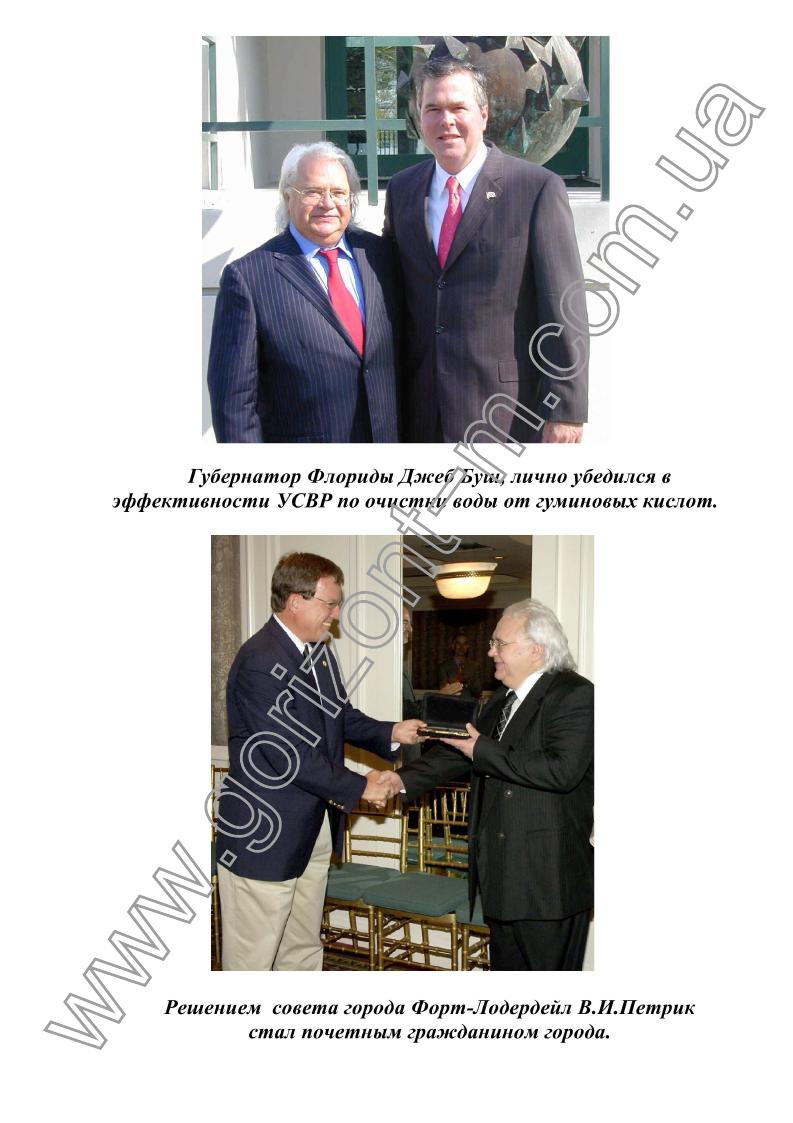 Губернатор Флориды Джеб Буш, лично убедился в
эффективности УСВР по очистки воды от гуминовых кислот.
Решением совета города Форт-Лодердейл В.И.Петрик
стал почетным гражданином города.
www.gorizont-m.com.ua